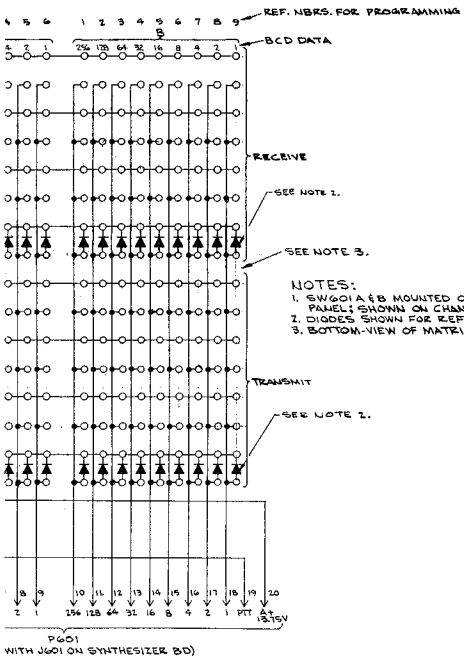 4 5 6 1 2 3 4 5 6 7 8 9 REF. NBRS. FOR PROGRAMMING
B
BCD DATA
4 2 1 256 128 64 32 16 8 4 2 1
RECEIVE
SEE NOTE 2.
SEE NOTE 3.
NOTES:
1. SW601A & B MOUNTED O
PANEL; SHOWN ON CHAN
2. DIODES SHOWN FOR REF
3. BOTTOM-VIEW OF MATRI
TRANSMIT
SEE NOTE 2.
8 9 10 11 12 13 14 15 16 17 18 19 20
2 1 256 128 64 32 16 8 4 2 1 PTT A+
13.75V
P601
WITH J601 ON SYNTHESIZER BD)